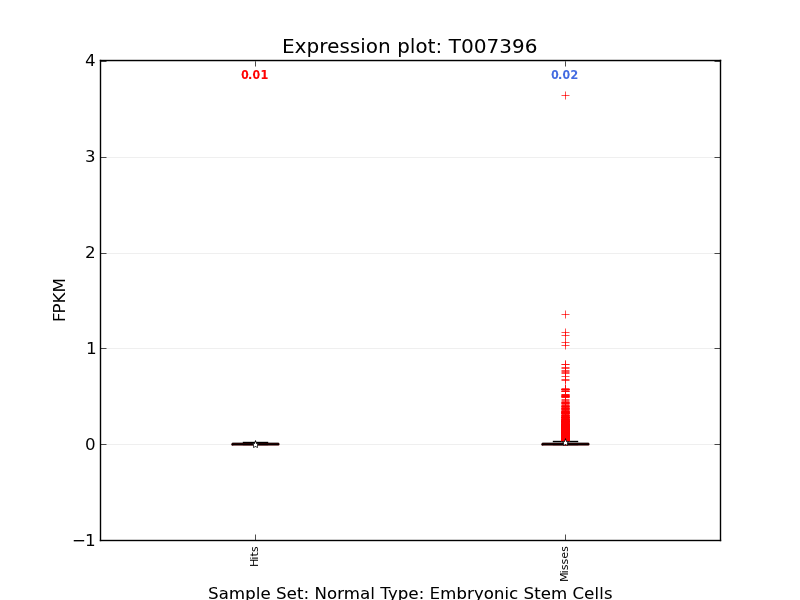 Expression plot: T007396
4
0.01
0.02
3
2
FPKM
1
0
−1
Hits
Misses
Sample Set: Normal Type: Embryonic Stem Cells